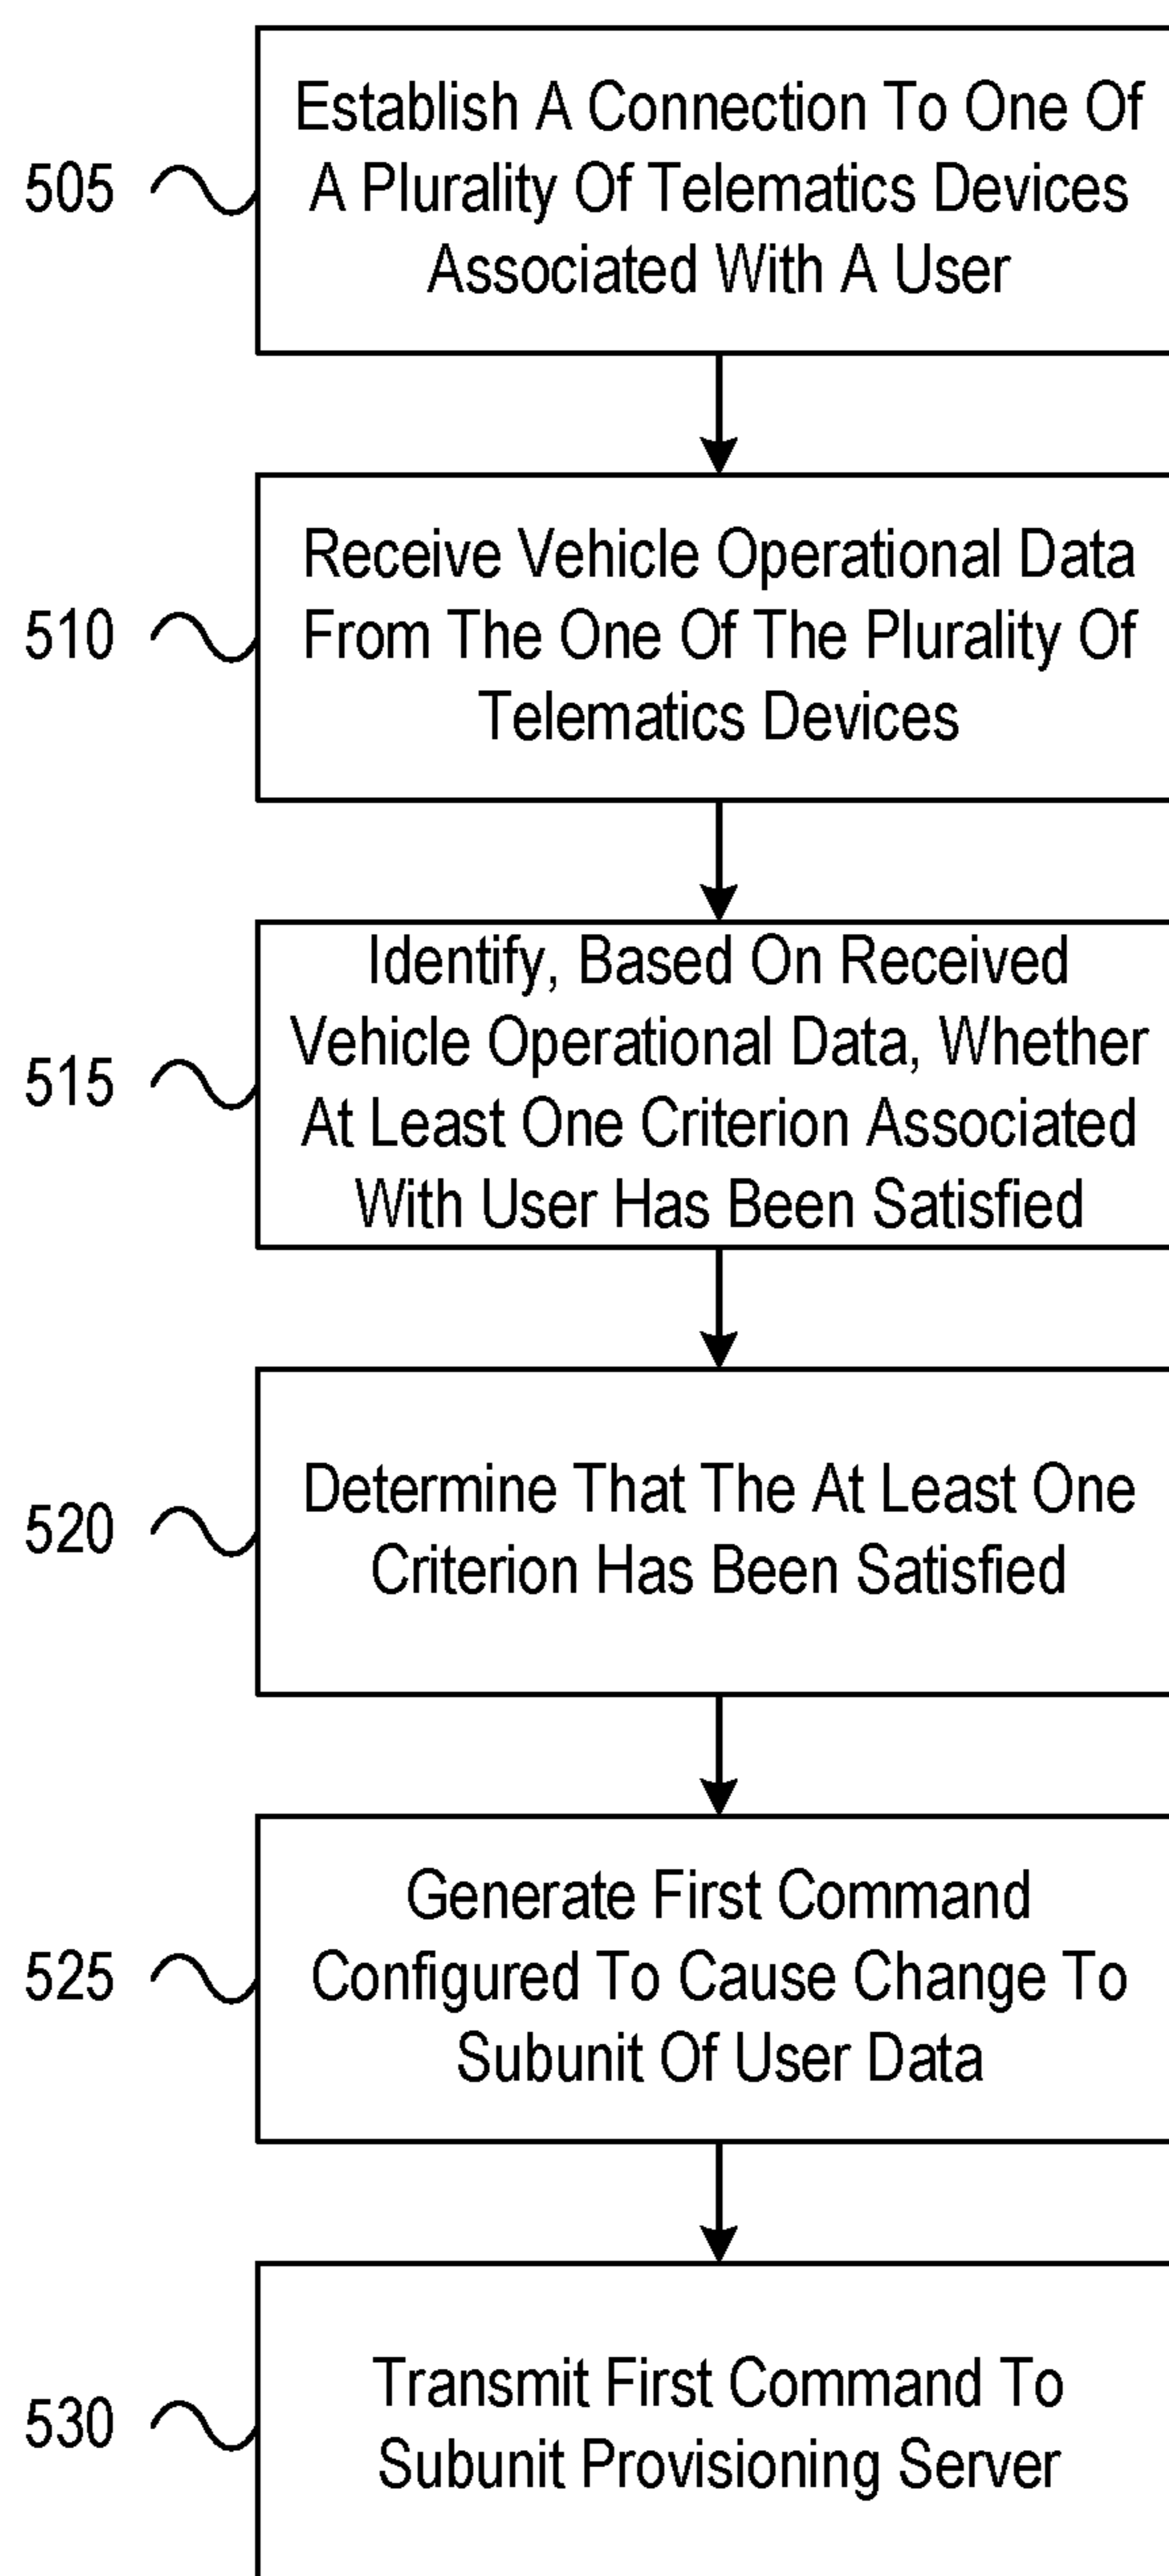 Establish A Connection To One Of
505
A Plurality Of Telematics Devices
Associated With A User
Receive Vehicle Operational Data
510
From The One Of The Plurality Of
Telematics Devices
Identify, Based On Received
Vehicle Operational Data, Whether
515
At Least One Criterion Associated
With User Has Been Satisfied
Determine That The At Least One
520
Criterion Has Been Satisfied
Generate First Command
525
Configured To Cause Change To
Subunit Of User Data
Transmit First Command To
530
Subunit Provisioning Server